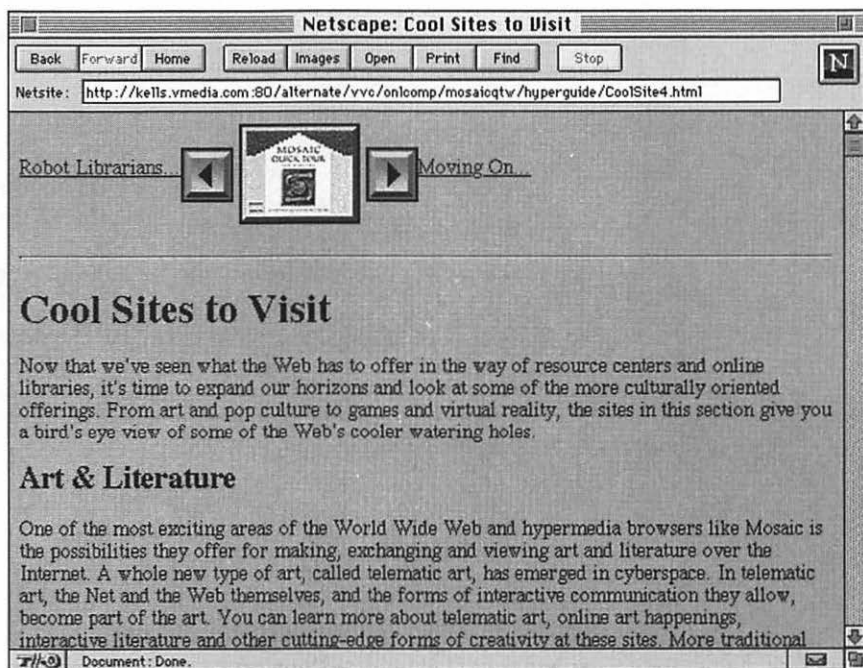 Netscape: Cool Sites to Visit
Back Forward Home Reload Images Open Print Find Stop
N
Netsite: http://kells.vmedia.com:80/alternate/vvc/onlcomp/mosaicqtw/hyperguide/CoolSite4.html
MOSAIC
QUICK TOUR
Robot Librarians... Moving On...
Cool Sites to Visit
Now that we've seen what the Web has to offer in the way of resource centers and online
libraries, it's time to expand our horizons and look at some of the more culturally oriented
offerings. From art and pop culture to games and virtual reality, the sites in this section give you
a bird's eye view of some of the Web's cooler watering holes.
Art & Literature
One of the most exciting areas of the World Wide Web and hypermedia browsers like Mosaic is
the possibilities they offer for making, exchanging and viewing art and literature over the
Internet. A whole new type of art, called telematic art, has emerged in cyberspace. In telematic
art, the Net and the Web themselves, and the forms of interactive communication they allow,
become part of the art. You can learn more about telematic art, online art happenings,
interactive literature and other cutting-edge forms of creativity at these sites. More traditional
Document: Done.